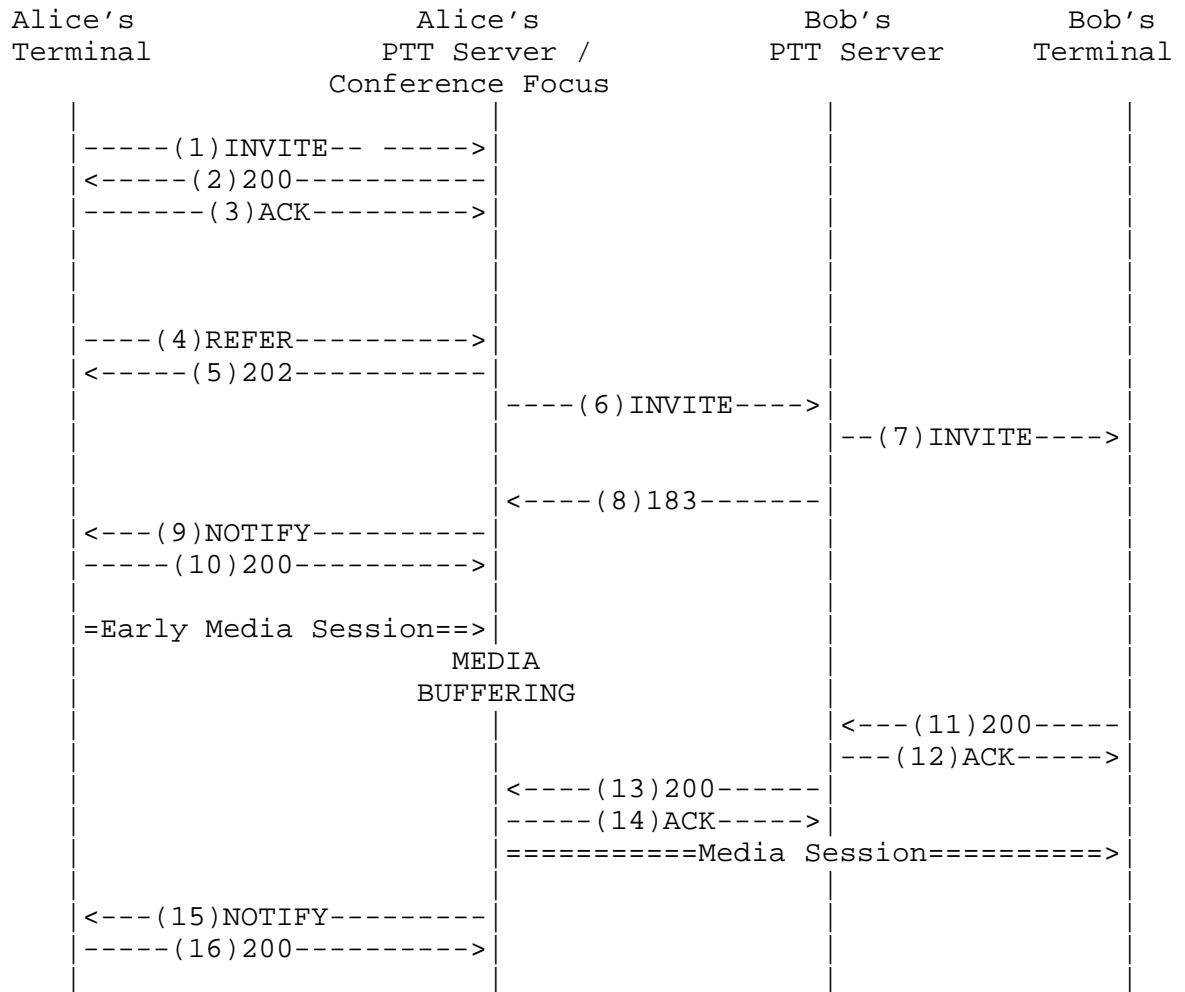 Alice's Alice's Bob's Bob's
Terminal PTT Server / PTT Server Terminal
Conference Focus
| | | |
|-----(1)INVITE-- ----->| | |
|<-----(2)200-----------| | |
|-------(3)ACK--------->| | |
| | | |
| | | |
| | | |
|----(4)REFER---------->| | |
|<-----(5)202-----------| | |
| |----(6)INVITE---->| |
| | |--(7)INVITE---->|
| | | |
| |<----(8)183-------| |
|<---(9)NOTIFY----------| | |
|-----(10)200---------->| | |
| | | |
|=Early Media Session==>| | |
| MEDIA | |
| BUFFERING | |
| | |<---(11)200-----|
| | |---(12)ACK----->|
| |<----(13)200------| |
| |-----(14)ACK----->| |
| |===========Media Session==========>|
| | | |
|<---(15)NOTIFY---------| | |
|-----(16)200---------->| | |
| | | |